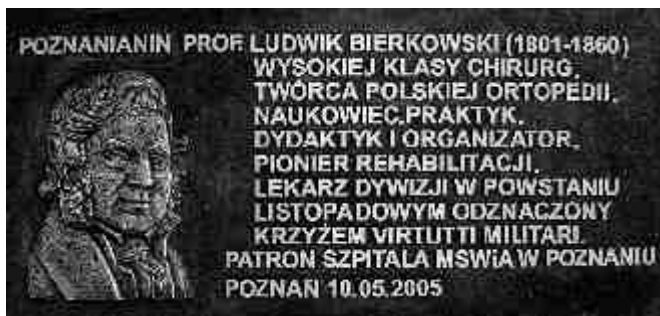 POZNANIANIN PROF. LUDWIK BIERKOWSKI (1801-1860)
WYSOKIEJ KLASY CHIRURG,
TWÓRCA POLSKIEJ ORTOPEDII,
NAUKOWIEC, PRAKTYK,
DYDAKTYK I ORGANIZATOR,
PIONIER REHABILITACJI,
LEKARZ DYWIZJI W POWSTANIU
LISTOPADOWYM ODZNACZONY
KRZYŻEM VIRTUTTI MILITARI.
PATRON SZPITALA MSWiA W POZNANIU
POZNAŃ 10.05.2005